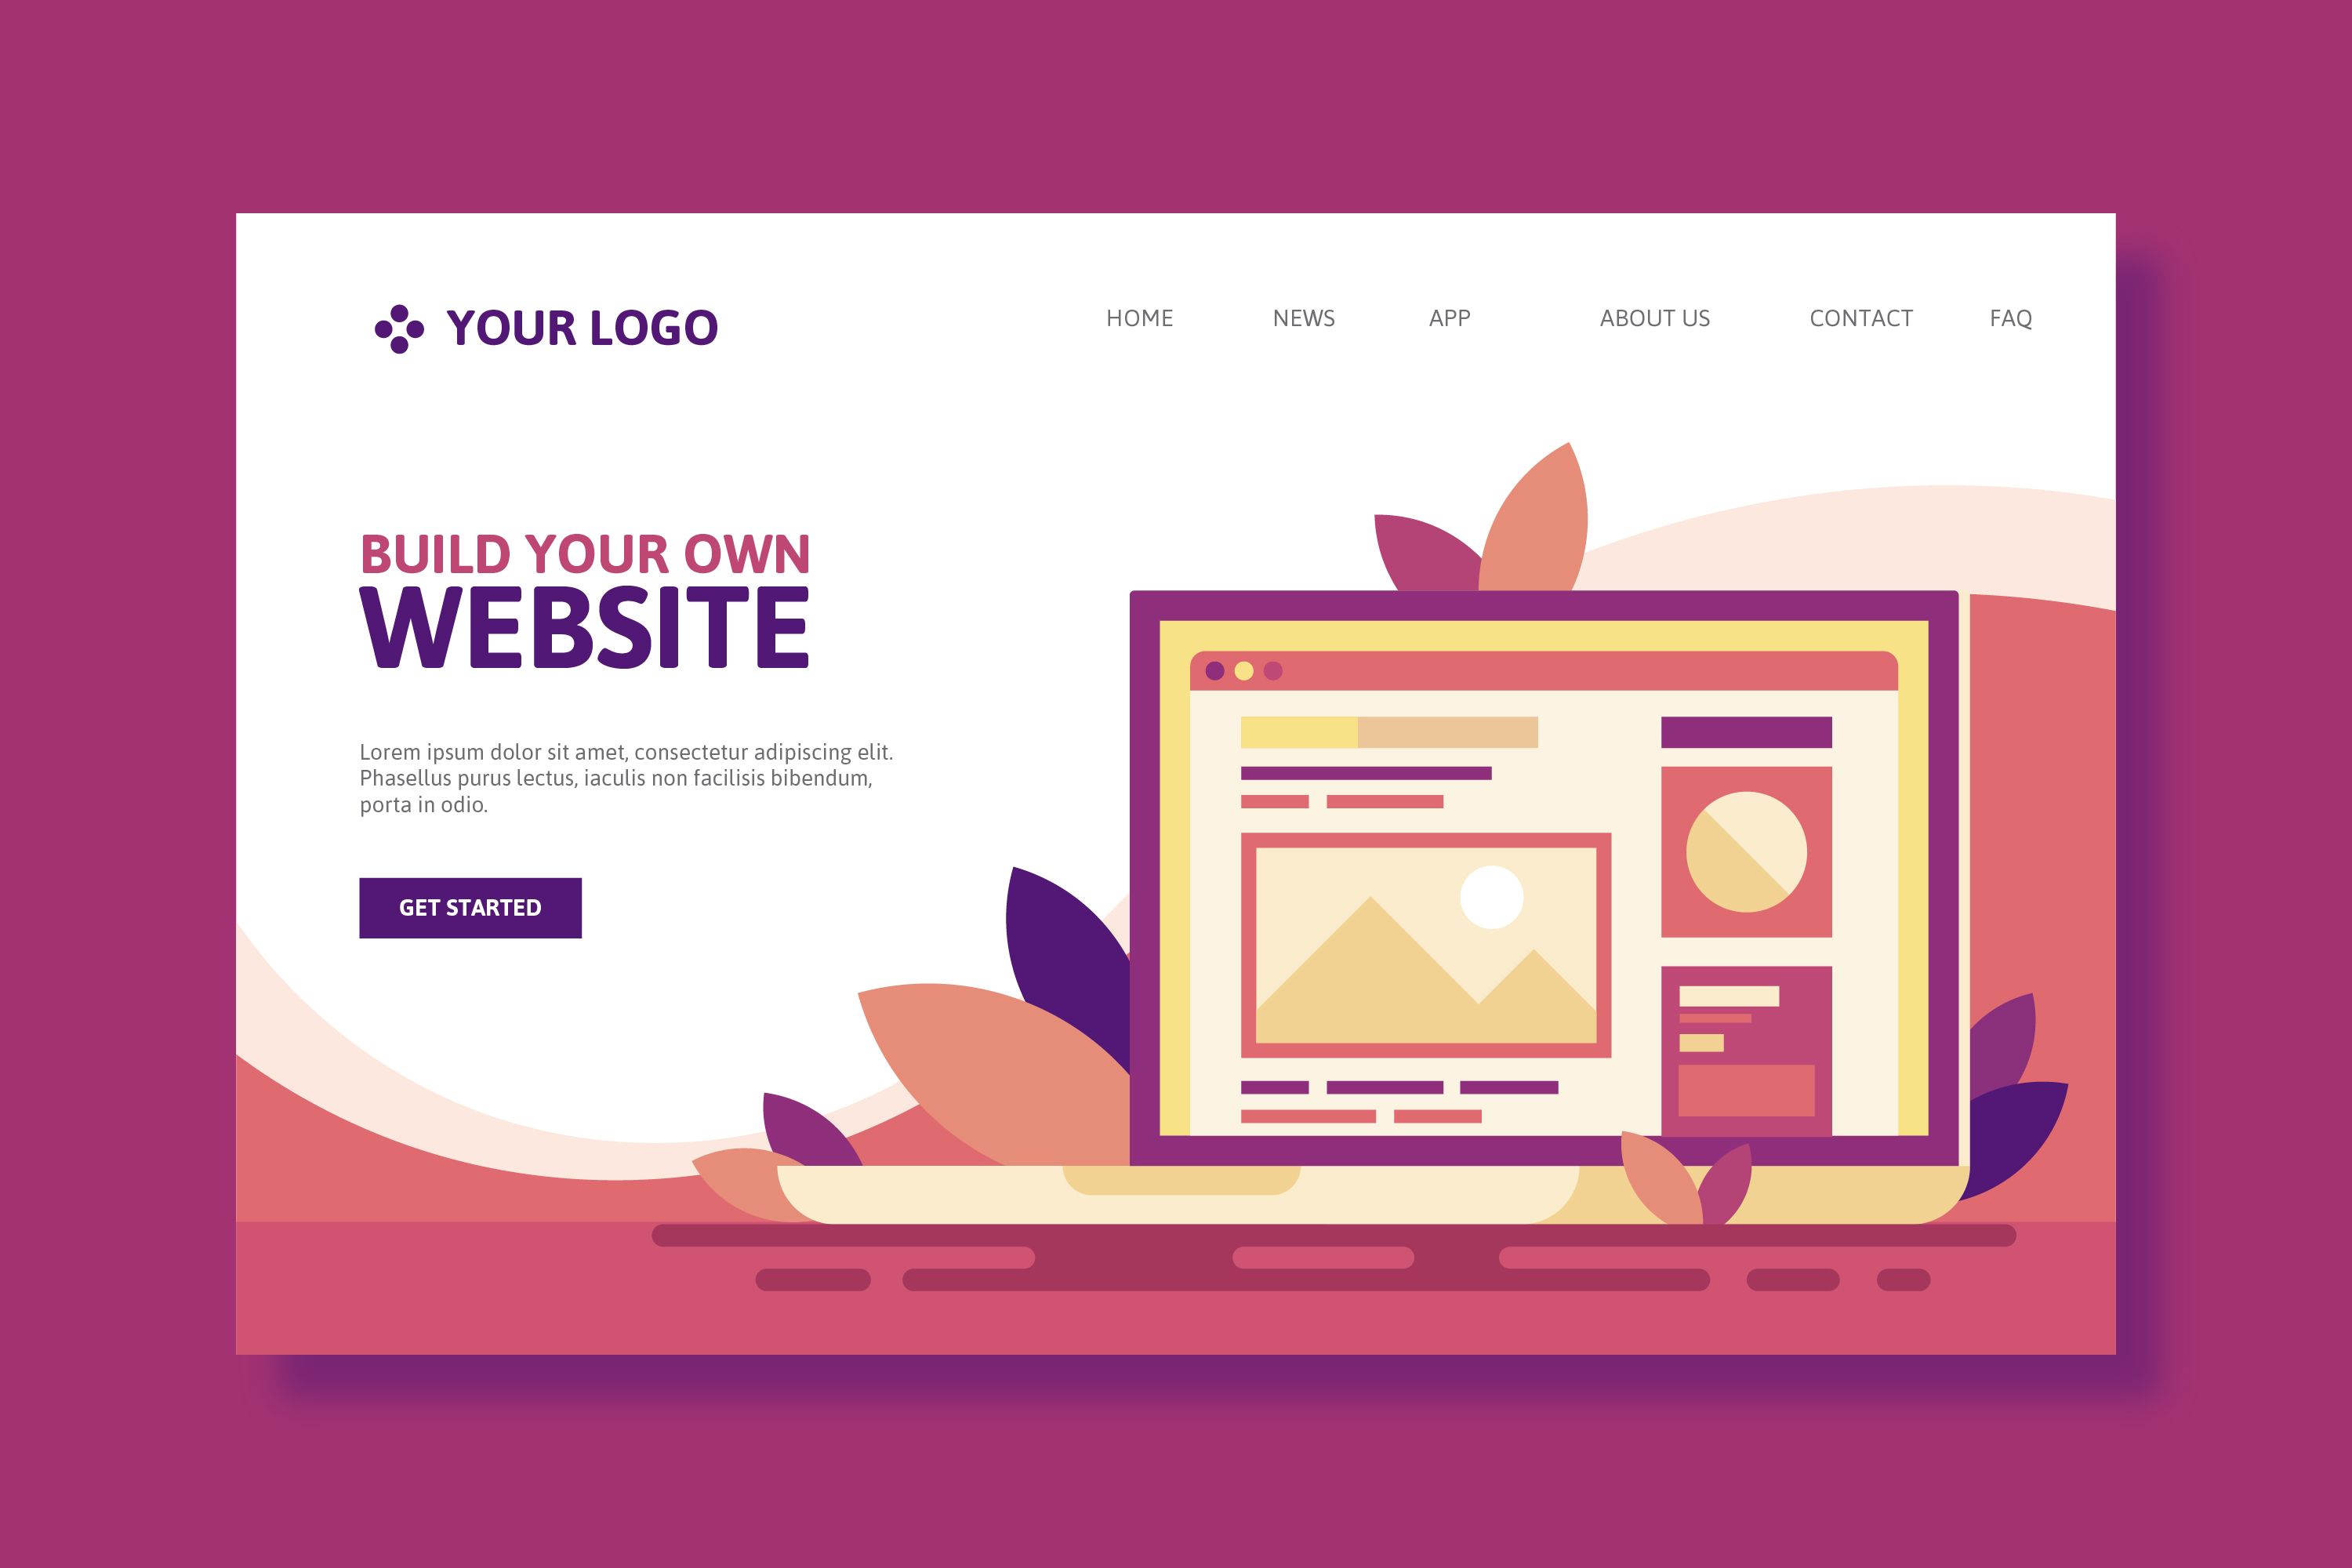 YOUR LOGO
HOME NEWS APP ABOUT US CONTACT FAQ
BUILD YOUR OWN
WEBSITE
Lorem ipsum dolor sit amet, consectetur adipiscing elit.
Phasellus purus lectus, iaculis non facilisis bibendum,
porta in odio.
GET STARTED